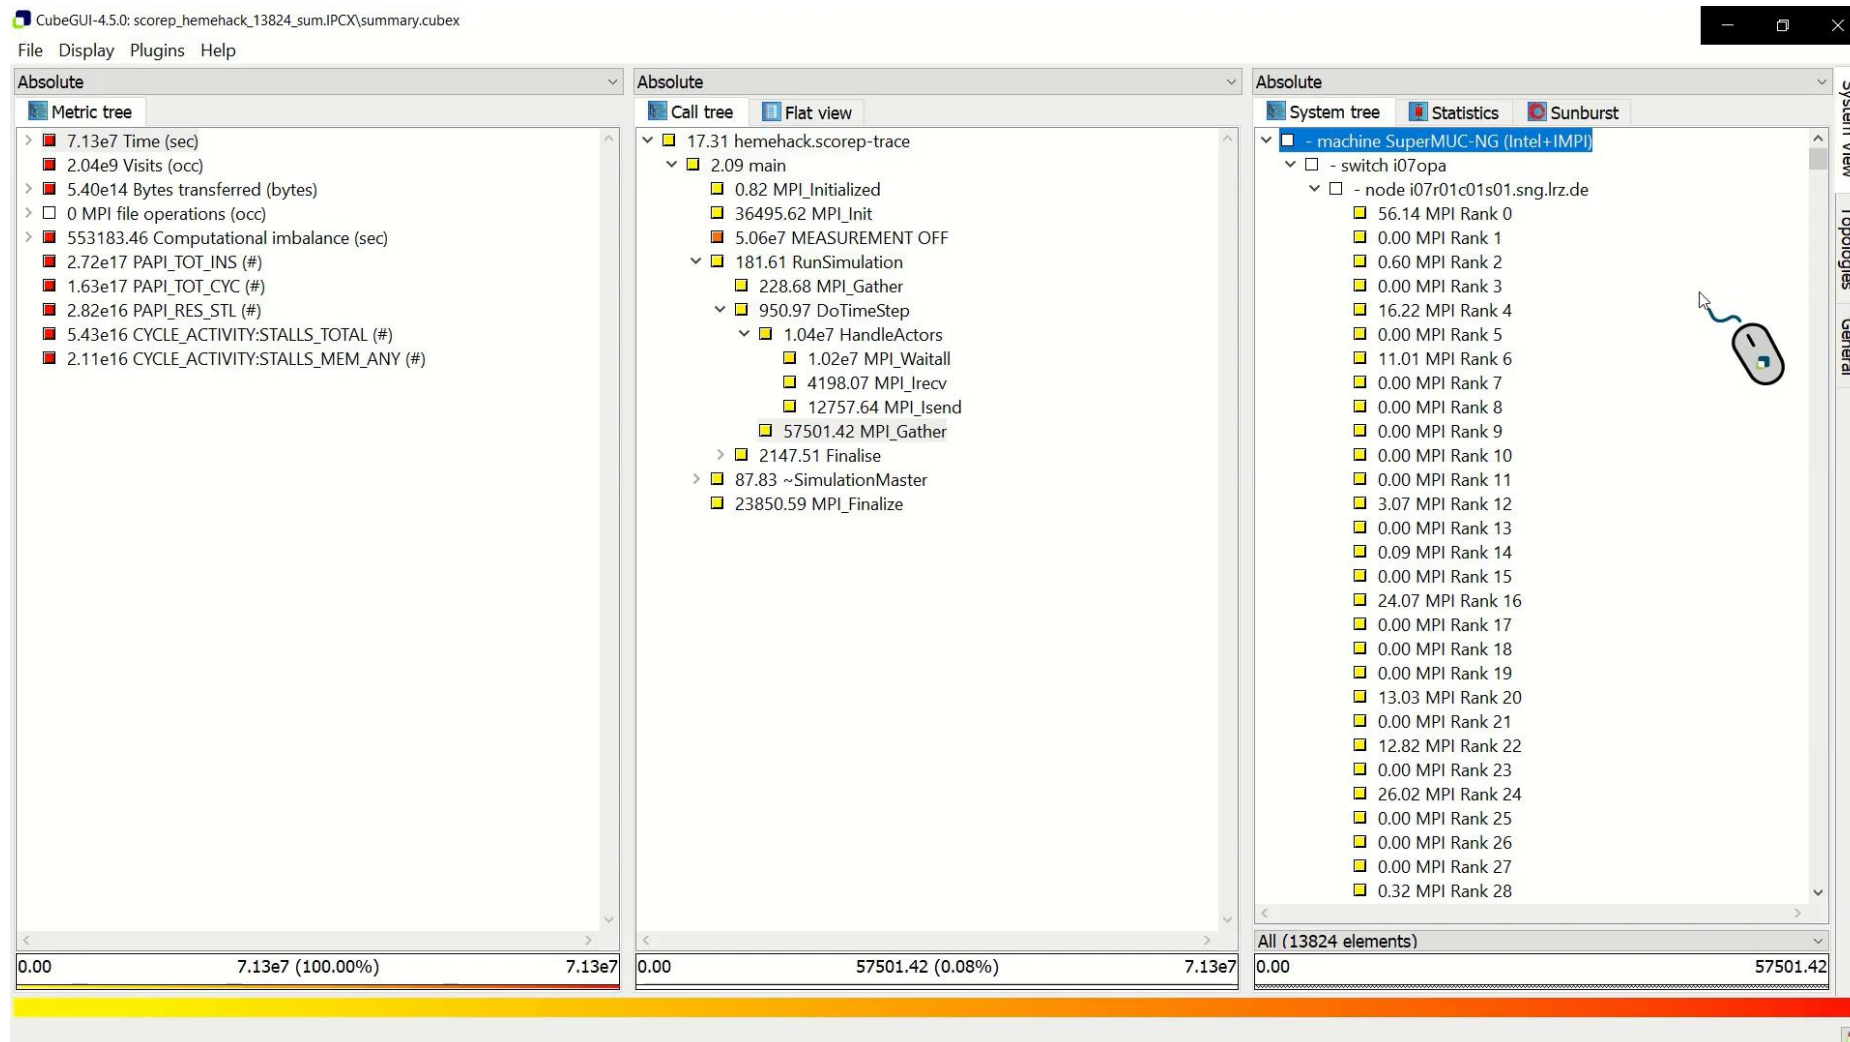 CubeGUI-4.5.0: scorep_hemehack_13824_sum.IPCX\summary.cubex
File Display Plugins Help
Absolute
Metric tree
7.13e7 Time (sec)
2.04e9 Visits (occ)
5.40e14 Bytes transferred (bytes)
0 MPI file operations (occ)
553183.46 Computational imbalance (sec)
2.72e17 PAPI_TOT_INS (#)
1.63e17 PAPI_TOT_CYC (#)
2.82e16 PAPI_RES_STL (#)
5.43e16 CYCLE_ACTIVITY:STALLS_TOTAL (#)
2.11e16 CYCLE_ACTIVITY:STALLS_MEM_ANY (#)
0.00 7.13e7 (100.00%) 7.13e7
Absolute
Call tree Flat view
17.31 hemehack.scorep-trace
2.09 main
0.82 MPI_Initialized
36495.62 MPI_Init
5.06e7 MEASUREMENT OFF
181.61 RunSimulation
228.68 MPI_Gather
950.97 DoTimeStep
1.04e7 HandleActors
1.02e7 MPI_Waitall
4198.07 MPI_Irecv
12757.64 MPI_Isend
57501.42 MPI_Gather
2147.51 Finalise
87.83 ~SimulationMaster
23850.59 MPI_Finalize
0.00 57501.42 (0.08%) 7.13e7
Absolute
System tree Statistics Sunburst
- machine SuperMUC-NG (Intel+IMPI)
- switch i07opa
- node i07r01c01s01.sng.lrz.de
56.14 MPI Rank 0
0.00 MPI Rank 1
0.60 MPI Rank 2
0.00 MPI Rank 3
16.22 MPI Rank 4
0.00 MPI Rank 5
11.01 MPI Rank 6
0.00 MPI Rank 7
0.00 MPI Rank 8
0.00 MPI Rank 9
0.00 MPI Rank 10
0.00 MPI Rank 11
3.07 MPI Rank 12
0.00 MPI Rank 13
0.09 MPI Rank 14
0.00 MPI Rank 15
24.07 MPI Rank 16
0.00 MPI Rank 17
0.00 MPI Rank 18
0.00 MPI Rank 19
13.03 MPI Rank 20
0.00 MPI Rank 21
12.82 MPI Rank 22
0.00 MPI Rank 23
26.02 MPI Rank 24
0.00 MPI Rank 25
0.00 MPI Rank 26
0.00 MPI Rank 27
0.32 MPI Rank 28
All (13824 elements)
0.00 57501.42
System View
Topologies
General